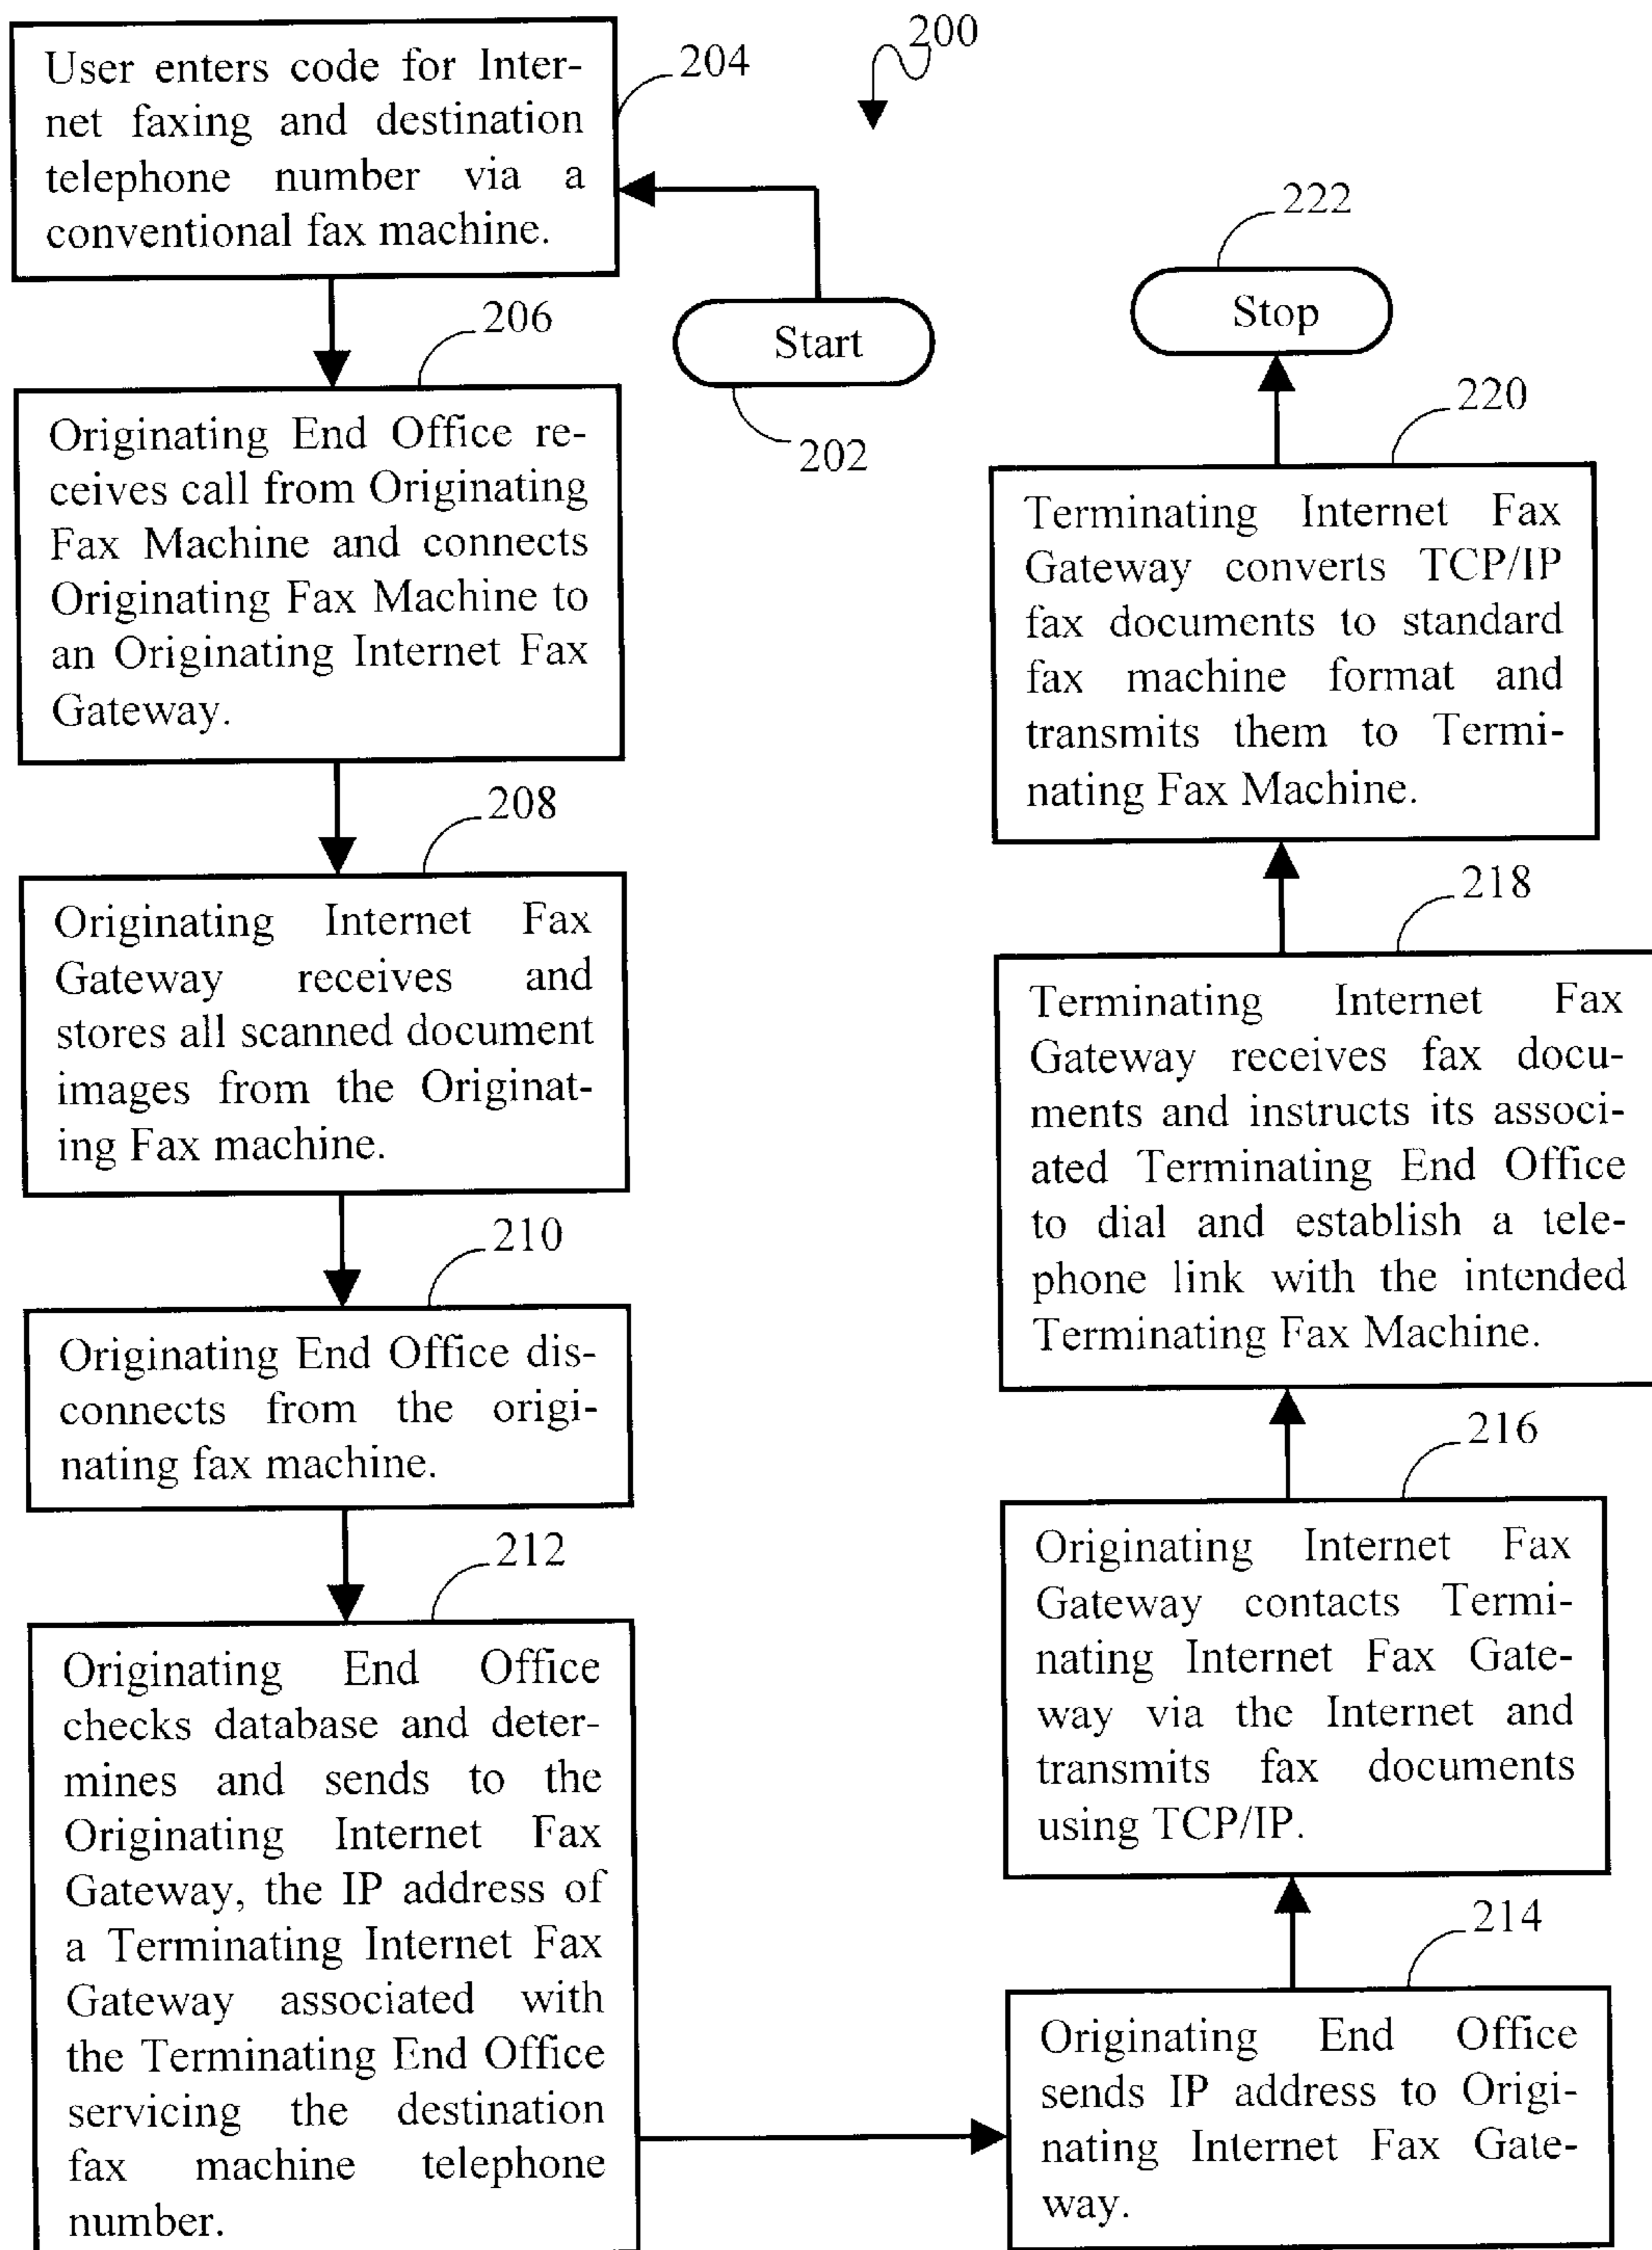 200
202
Start
204
User enters code for Inter-
net faxing and destination
telephone number via a
conventional fax machine.
206
Originating End Office re-
ceives call from Originating
Fax Machine and connects
Originating Fax Machine to
an Originating Internet Fax
Gateway.
208
Originating Internet Fax
Gateway receives and
stores all scanned document
images from the Originat-
ing Fax machine.
210
Originating End Office dis-
connects from the origi-
nating fax machine.
212
Originating End Office
checks database and deter-
mines and sends to the
Originating Internet Fax
Gateway, the IP address of
a Terminating Internet Fax
Gateway associated with
the Terminating End Office
servicing the destination
fax machine telephone
number.
214
Originating End Office
sends IP address to Origi-
nating Internet Fax Gate-
way.
216
Originating Internet Fax
Gateway contacts Termi-
nating Internet Fax Gate-
way via the Internet and
transmits fax documents
using TCP/IP.
218
Terminating Internet Fax
Gateway receives fax docu-
ments and instructs its associ-
ated Terminating End Office
to dial and establish a tele-
phone link with the intended
Terminating Fax Machine.
220
Terminating Internet Fax
Gateway converts TCP/IP
fax documents to standard
fax machine format and
transmits them to Termi-
nating Fax Machine.
222
Stop